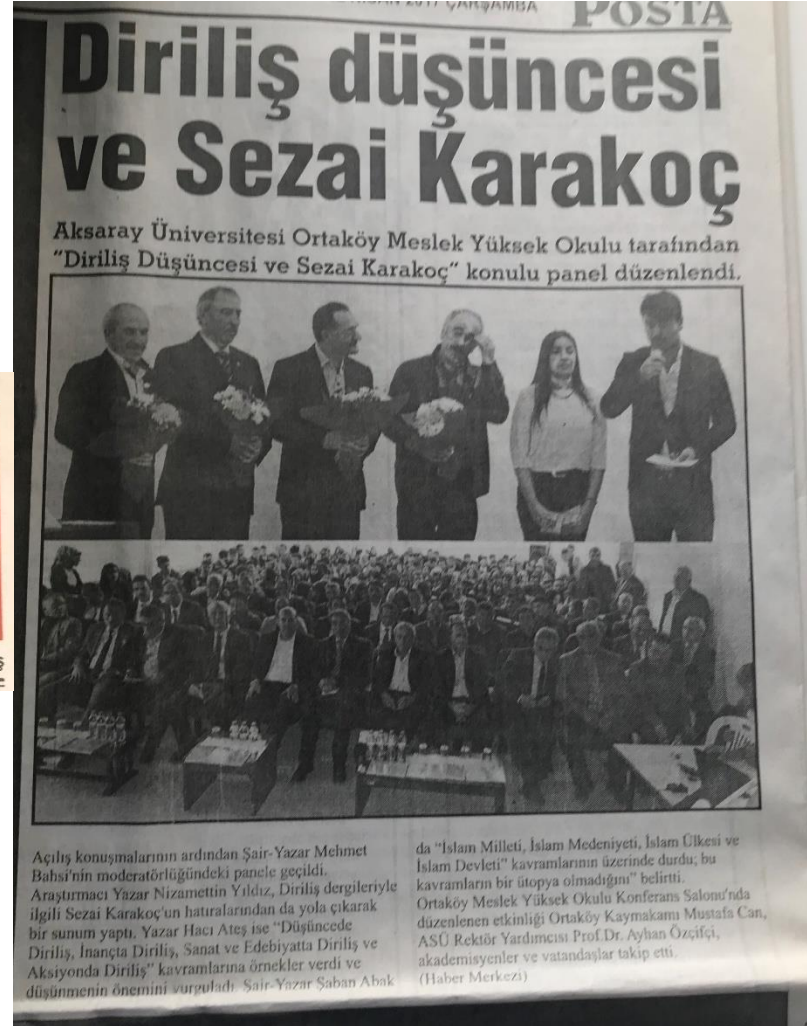 2017 ÇARŞAMBA
POSTA
Diriliş düşüncesi
ve Sezai Karakoç
Aksaray Üniversitesi Ortaköy Meslek Yüksek Okulu tarafından
"Diriliş Düşüncesi ve Sezai Karakoç" konulu panel düzenlendi.
Açılış konuşmalarının ardından Şair-Yazar Mehmet
Bahsi'nin moderatörlüğündeki panele geçildi.
Araştırmacı Yazar Nizamettin Yıldız, Diriliş dergileriyle
ilgili Sezai Karakoç'un hatıralarından da yola çıkarak
bir sunum yaptı. Yazar Hacı Ateş ise "Düşüncede
Diriliş, İnançta Diriliş, Sanat ve Edebiyatta Diriliş ve
Aksiyonda Diriliş" kavramlarına örnekler verdi ve
düşünmenin önemini vurguladı. Şair-Yazar Şaban Abak
da "İslam Milleti, İslam Medeniyeti, İslam Ülkesi ve
İslam Devleti" kavramlarının üzerinde durdu; bu
kavramların bir ütopya olmadığını" belirtti.
Ortaköy Meslek Yüksek Okulu Konferans Salonu'nda
düzenlenen etkinliği Ortaköy Kaymakamı Mustafa Can,
ASÜ Rektör Yardımcısı Prof.Dr. Ayhan Özçifçi,
akademisyenler ve vatandaşlar takip etti.
(Haber Merkezi)